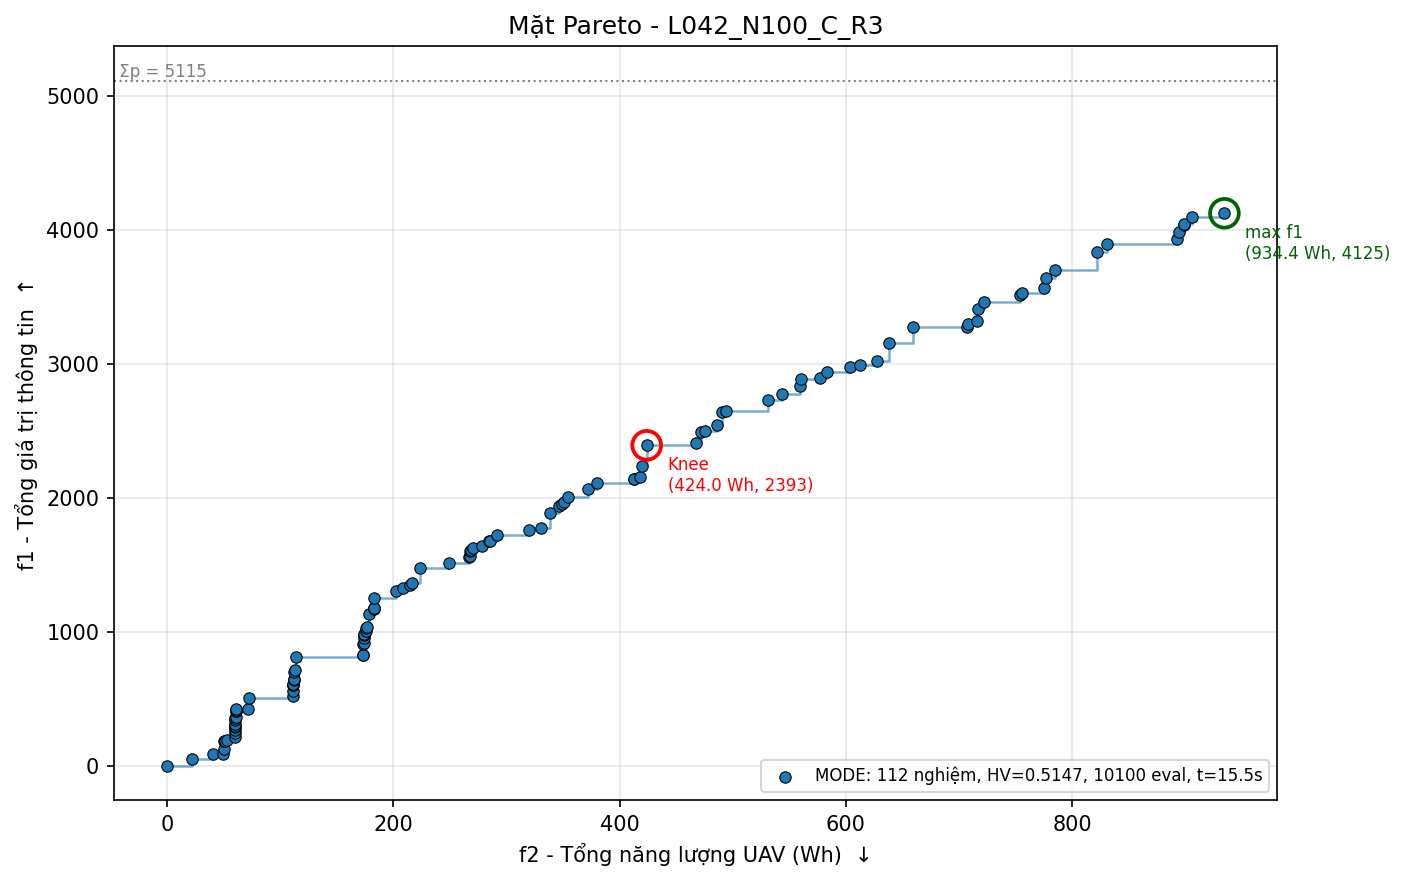 Mặt Pareto - L042_N100_C_R3
Σp = 5115
5000
4000
3000
2000
1000
0
f1 - Tổng giá trị thông tin ↑
max f1
(934.4 Wh, 4125)
Knee
(424.0 Wh, 2393)
MODE: 112 nghiệm, HV=0.5147, 10100 eval, t=15.5s
0 200 400 600 800
f2 - Tổng năng lượng UAV (Wh) ↓